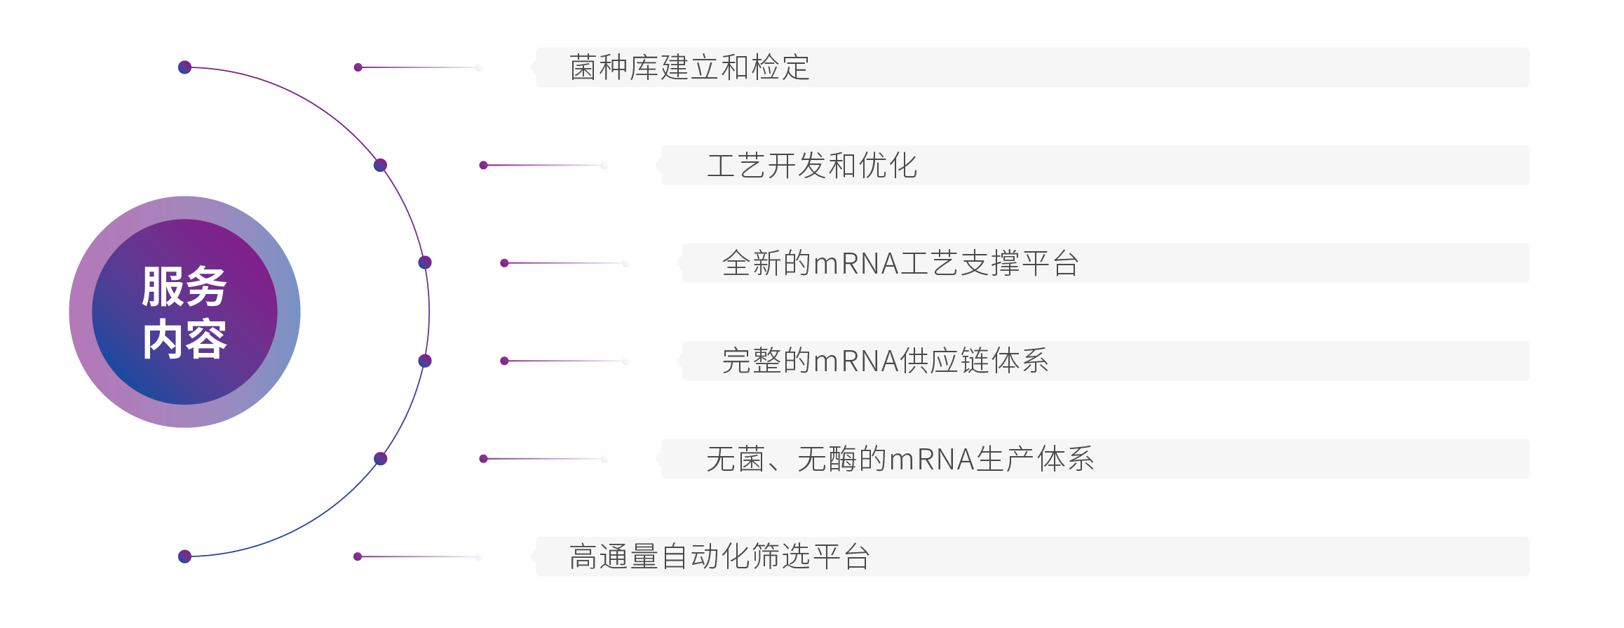 服务
内容
菌种库建立和检定
工艺开发和优化
全新的mRNA工艺支撑平台
完整的mRNA供应链体系
无菌、无酶的mRNA生产体系
高通量自动化筛选平台